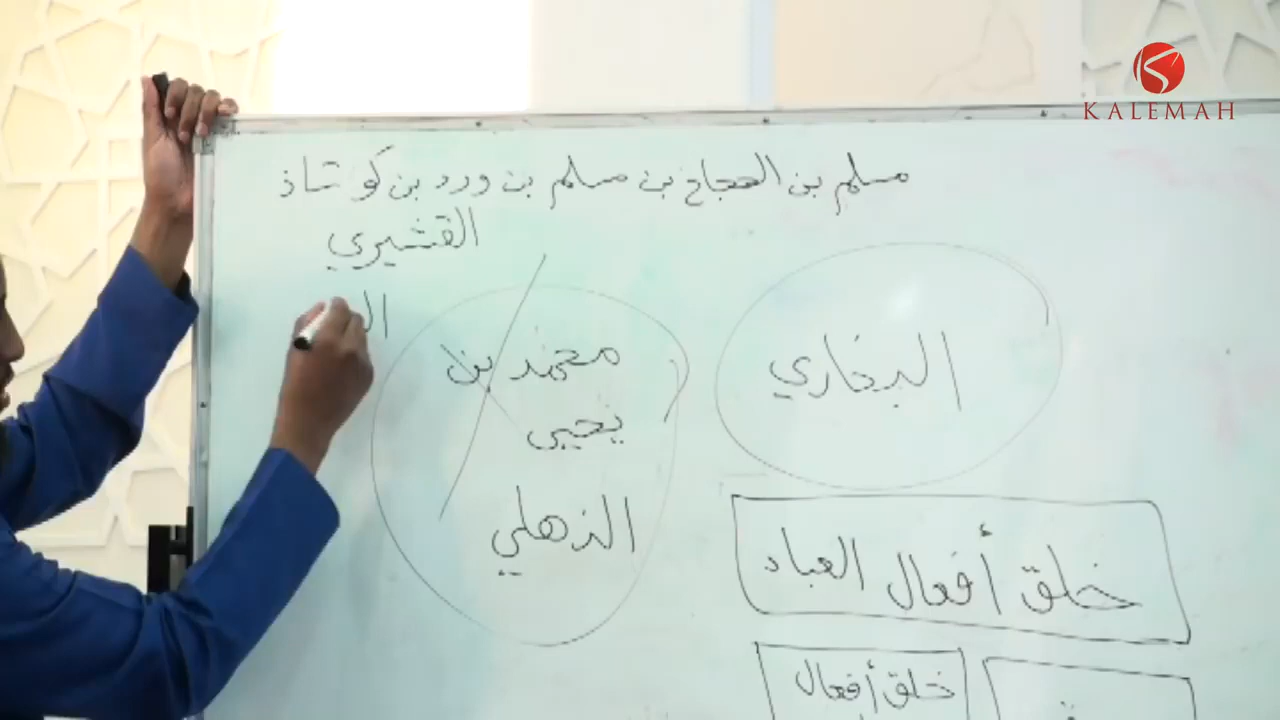 KALEMAH
مسلم بن الحجاج بن مسلم بن ورد بن كوشاذ
القشيري
ال
البخاري
محمد بن
يحيى
الذهلي
خلق أفعال العباد
خلق أفعال